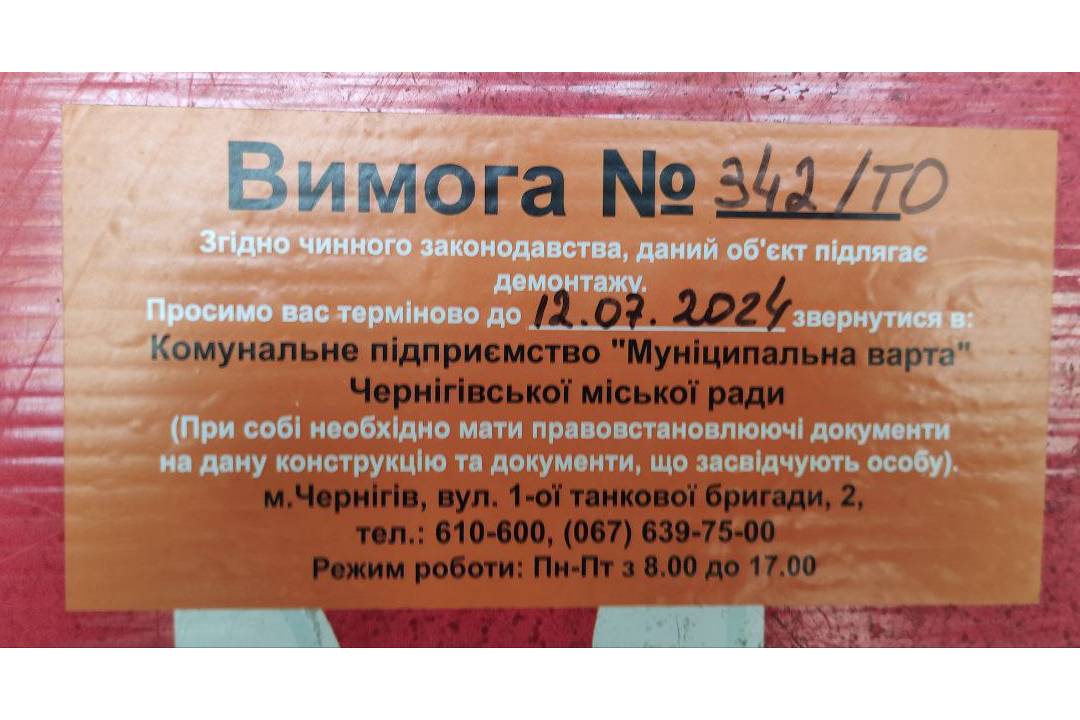 Вимога № 342/ТО
Згідно чинного законодавства, даний об'єкт підлягає
демонтажу.
Просимо вас терміново до 12.07.2024 звернутися в:
Комунальне підприємство "Муніципальна варта"
Чернігівської міської ради
(При собі необхідно мати правовстановлюючі документи
на дану конструкцію та документи, що засвідчують особу).
м.Чернігів, вул. 1-ої танкової бригади, 2,
тел.: 610-600, (067) 639-75-00
Режим роботи: Пн-Пт з 8.00 до 17.00